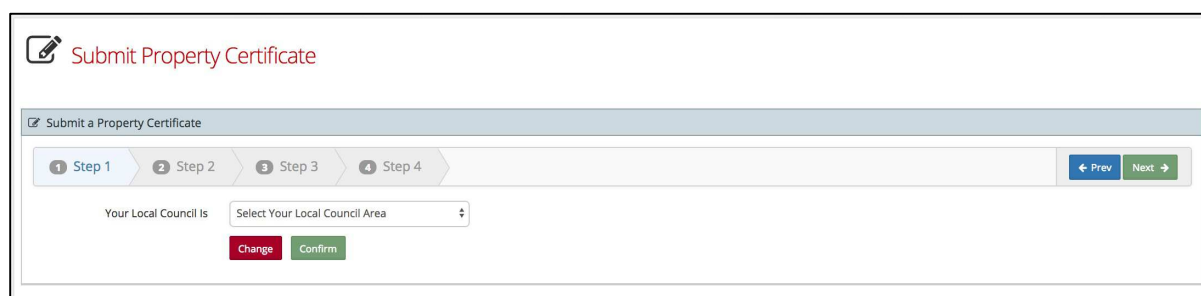 Submit Property Certificate
Submit a Property Certificate
1 Step 1 2 Step 2 3 Step 3 4 Step 4 ← Prev Next →
Your Local Council Is Select Your Local Council Area
Change Confirm